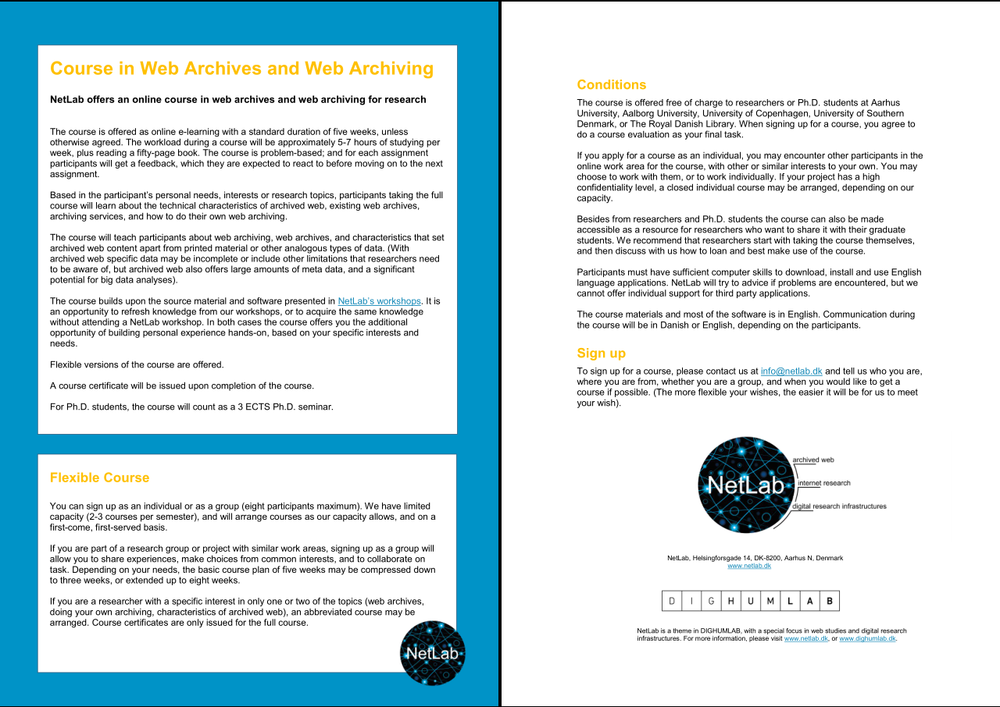 Course in Web Archives and Web Archiving
NetLab offers an online course in web archives and web archiving for research
The course is offered as online e-learning with a standard duration of five weeks, unless
otherwise agreed. The workload during a course will be approximately 5-7 hours of studying per
week, plus reading a fifty-page book. The course is problem-based; and for each assignment
participants will get a feedback, which they are expected to react to before moving on to the next
assignment.
Based in the participant's personal needs, interests or research topics, participants taking the full
course will learn about the technical characteristics of archived web, existing web archives,
archiving services, and how to do their own web archiving.
The course will teach participants about web archiving, web archives, and characteristics that set
archived web content apart from printed material or other analogous types of data. (With
archived web specific data may be incomplete or include other limitations that researchers need
to be aware of, but archived web also offers large amounts of meta data, and a significant
potential for big data analyses).
The course builds upon the source material and software presented in NetLab's workshops. It is
an opportunity to refresh knowledge from our workshops, or to acquire the same knowledge
without attending a NetLab workshop. In both cases the course offers you the additional
opportunity of building personal experience hands-on, based on your specific interests and
needs.
Flexible versions of the course are offered.
A course certificate will be issued upon completion of the course.
For Ph.D. students, the course will count as a 3 ECTS Ph.D. seminar.
Flexible Course
You can sign up as an individual or as a group (eight participants maximum). We have limited
capacity (2-3 courses per semester), and will arrange courses as our capacity allows, and on a
first-come, first-served basis.
If you are part of a research group or project with similar work areas, signing up as a group will
allow you to share experiences, make choices from common interests, and to collaborate on
task. Depending on your needs, the basic course plan of five weeks may be compressed down
to three weeks, or extended up to eight weeks.
If you are a researcher with a specific interest in only one or two of the topics (web archives,
doing your own archiving, characteristics of archived web), an abbreviated course may be
arranged. Course certificates are only issued for the full course.
NetLab
Conditions
The course is offered free of charge to researchers or Ph.D. students at Aarhus
University, Aalborg University, University of Copenhagen, University of Southern
Denmark, or The Royal Danish Library. When signing up for a course, you agree to
do a course evaluation as your final task.
If you apply for a course as an individual, you may encounter other participants in the
online work area for the course, with other or similar interests to your own. You may
choose to work with them, or to work individually. If your project has a high
confidentiality level, a closed individual course may be arranged, depending on our
capacity.
Besides from researchers and Ph.D. students the course can also be made
accessible as a resource for researchers who want to share it with their graduate
students. We recommend that researchers start with taking the course themselves,
and then discuss with us how to loan and best make use of the course.
Participants must have sufficient computer skills to download, install and use English
language applications. NetLab will try to advice if problems are encountered, but we
cannot offer individual support for third party applications.
The course materials and most of the software is in English. Communication during
the course will be in Danish or English, depending on the participants.
Sign up
To sign up for a course, please contact us at info@netlab.dk and tell us who you are,
where you are from, whether you are a group, and when you would like to get a
course if possible. (The more flexible your wishes, the easier it will be for us to meet
your wish).
archived web
NetLab
internet research
digital research infrastructures
NetLab, Helsingforsgade 14, DK-8200, Aarhus N, Denmark
www.netlab.dk
DIGHUMLAB
NetLab is a theme in DIGHUMLAB, with a special focus in web studies and digital research
infrastructures. For more information, please visit www.netlab.dk, or www.dighumlab.dk.